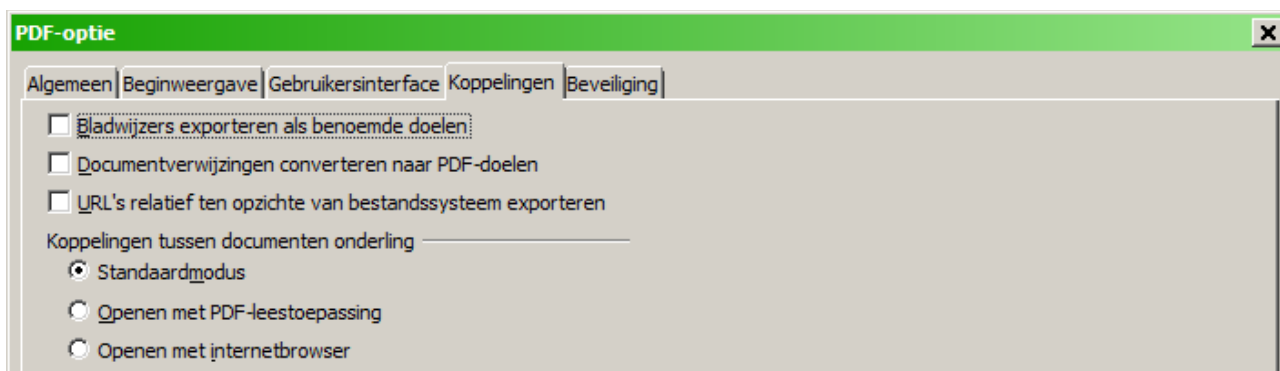 PDF-optie
Algemeen Beginweergave Gebruikersinterface Koppelingen Beveiliging
Bladwijzers exporteren als benoemde doelen
Documentverwijzingen converteren naar PDF-doelen
URL's relatief ten opzichte van bestandssysteem exporteren
Koppelingen tussen documenten onderling
Standaardmodus
Openen met PDF-leestoepassing
Openen met internetbrowser